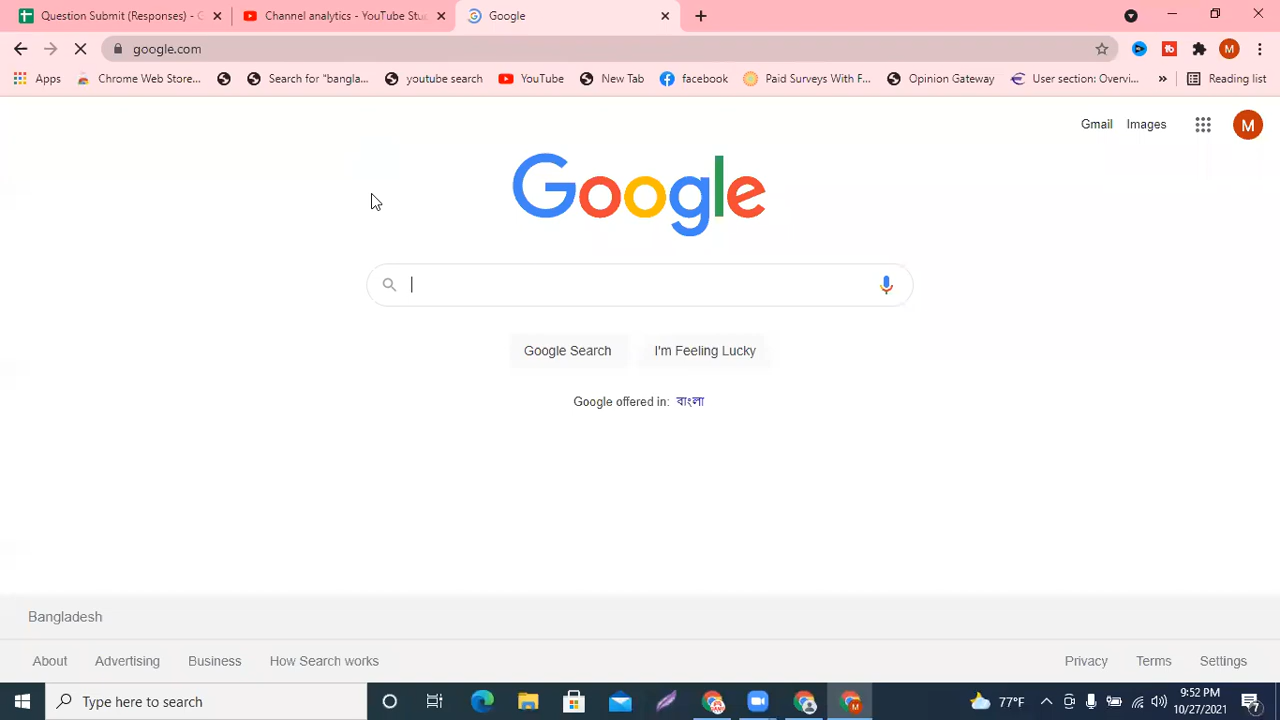 Question Submit (Responses) - G
Channel analytics - YouTube Stu
Google
google.com
Apps
Chrome Web Store...
Search for "bangla...
youtube search
YouTube
New Tab
facebook
Paid Surveys With F...
Opinion Gateway
User section: Overvi...
»
Reading list
M
Gmail
Images
M
Google
Google Search
I'm Feeling Lucky
Google offered in: বাংলা
Bangladesh
About
Advertising
Business
How Search works
Privacy
Terms
Settings
Type here to search
77°F
9:52 PM
10/27/2021
7